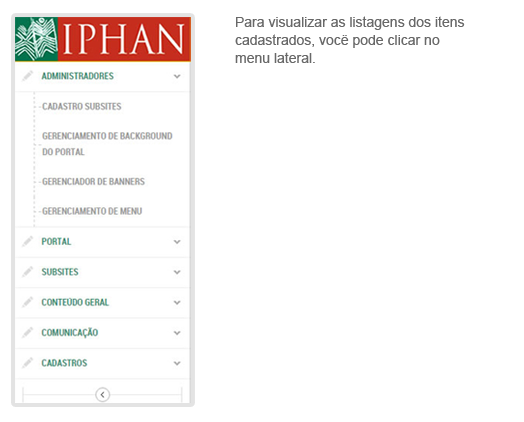 IPHAN
ADMINISTRADORES
CADASTRO SUBSITES
GERENCIAMENTO DE BACKGROUND
DO PORTAL
GERENCIADOR DE BANNERS
GERENCIAMENTO DE MENU
PORTAL
SUBSITES
CONTEÚDO GERAL
COMUNICAÇÃO
CADASTROS
Para visualizar as listagens dos itens
cadastrados, você pode clicar no
menu lateral.